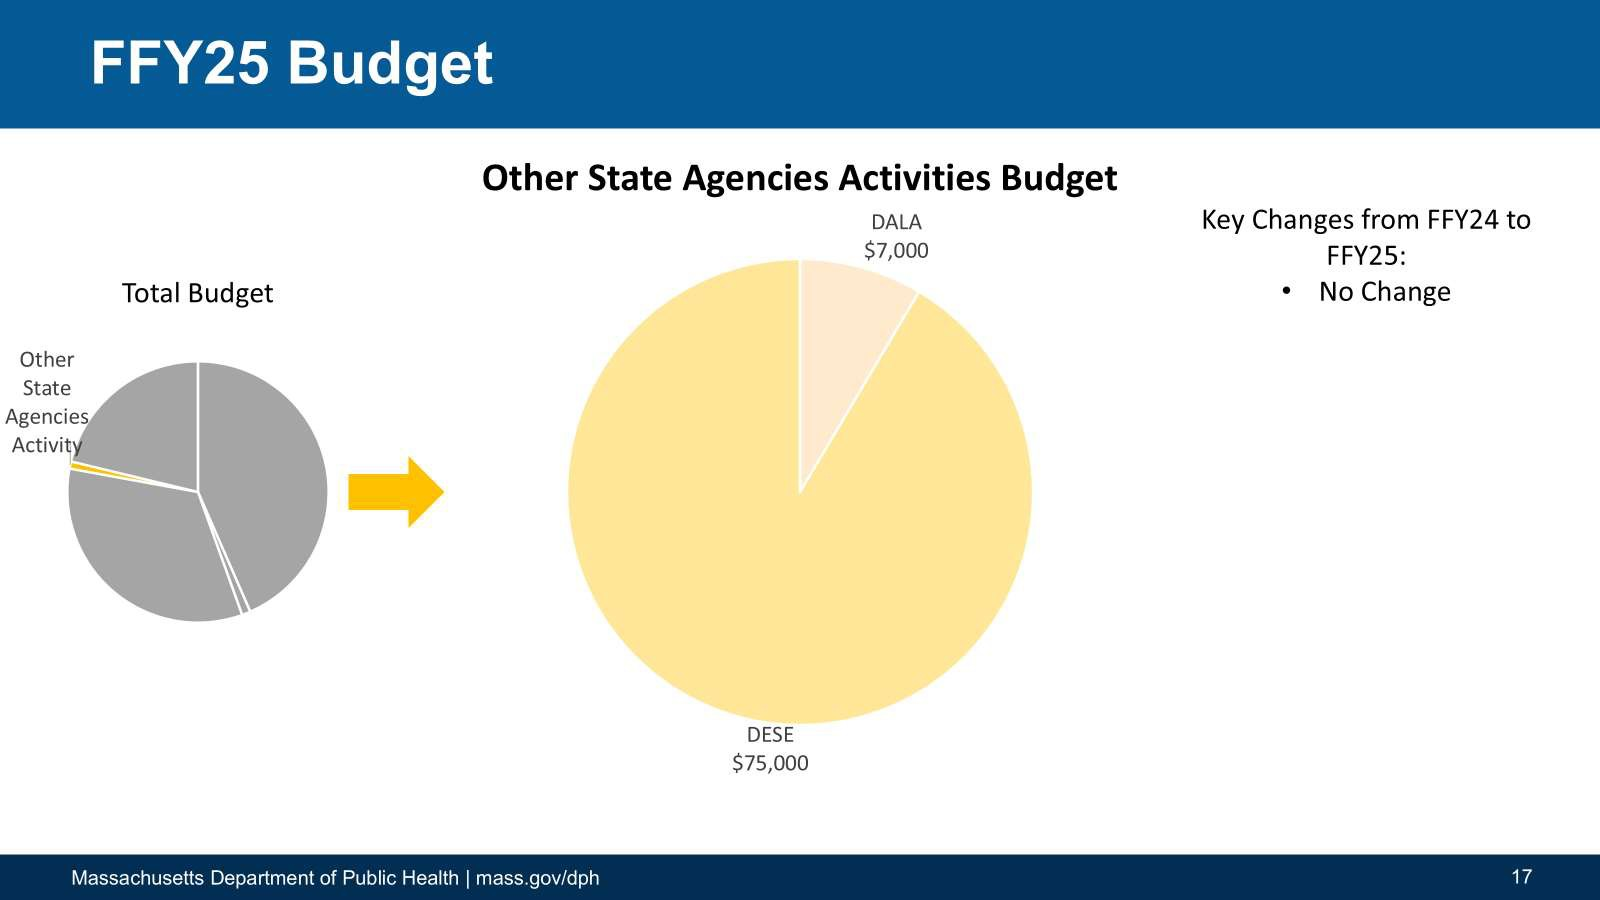 FFY25 Budget
Other State Agencies Activities Budget
Total Budget
Other
State
Agencies
Activity
DALA
$7,000
DESE
$75,000
Key Changes from FFY24 to
FFY25:
• No Change
Massachusetts Department of Public Health | mass.gov/dph
17